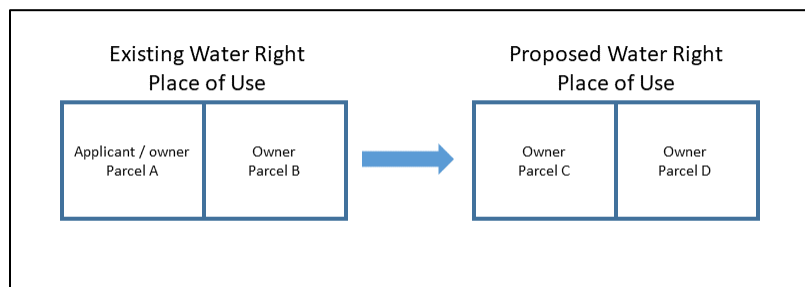 Existing Water Right
Place of Use
Proposed Water Right
Place of Use
Applicant / owner
Parcel A
Owner
Parcel B
Owner
Parcel C
Owner
Parcel D